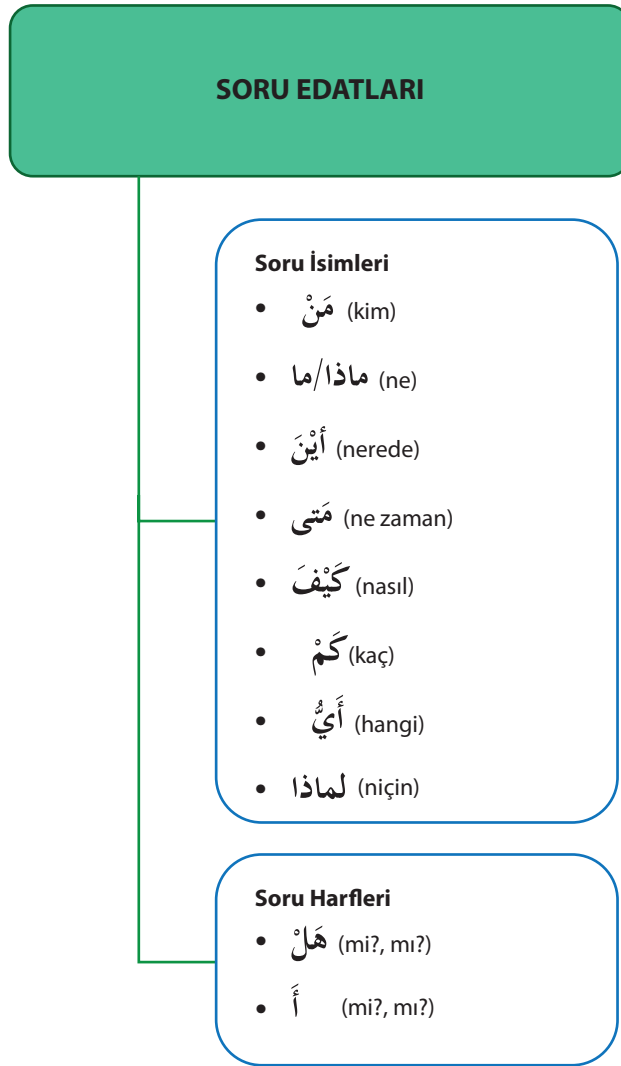 SORU EDATLARI
Soru İsimleri
• مَنْ (kim)
• ماذا/ما (ne)
• أيْنَ (nerede)
• مَتى (ne zaman)
• كَيْفَ (nasıl)
• كَمْ (kaç)
• أَيُّ (hangi)
• لماذا (niçin)
Soru Harfleri
• هَلْ (mi?, mı?)
• أَ (mi?, mı?)